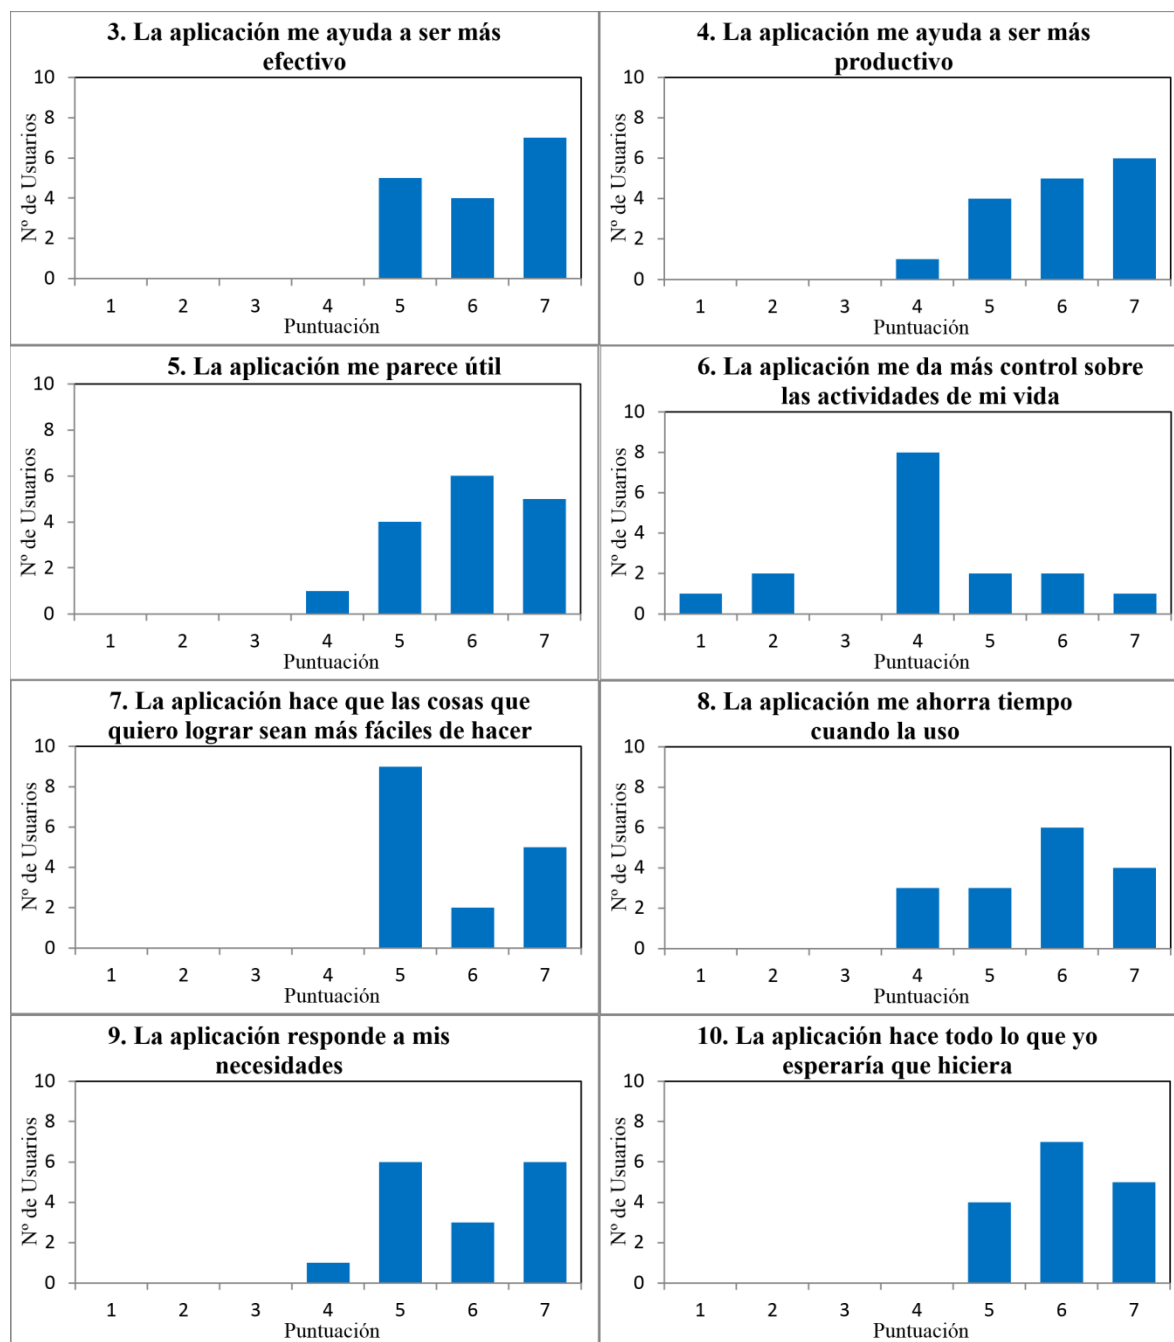 3. La aplicación me ayuda a ser más
efectivo
10
8
6
4
2
0
Nº de Usuarios
1 2 3 4 5 6 7
Puntuación
4. La aplicación me ayuda a ser más
productivo
10
8
6
4
2
0
Nº de Usuarios
1 2 3 4 5 6 7
Puntuación
5. La aplicación me parece útil
10
8
6
4
2
0
Nº de Usuarios
1 2 3 4 5 6 7
Puntuación
6. La aplicación me da más control sobre
las actividades de mi vida
10
8
6
4
2
0
Nº de Usuarios
1 2 3 4 5 6 7
Puntuación
7. La aplicación hace que las cosas que
quiero lograr sean más fáciles de hacer
10
8
6
4
2
0
Nº de Usuarios
1 2 3 4 5 6 7
Puntuación
8. La aplicación me ahorra tiempo
cuando la uso
10
8
6
4
2
0
Nº de Usuarios
1 2 3 4 5 6 7
Puntuación
9. La aplicación responde a mis
necesidades
10
8
6
4
2
0
Nº de Usuarios
1 2 3 4 5 6 7
Puntuación
10. La aplicación hace todo lo que yo
esperaría que hiciera
10
8
6
4
2
0
Nº de Usuarios
1 2 3 4 5 6 7
Puntuación